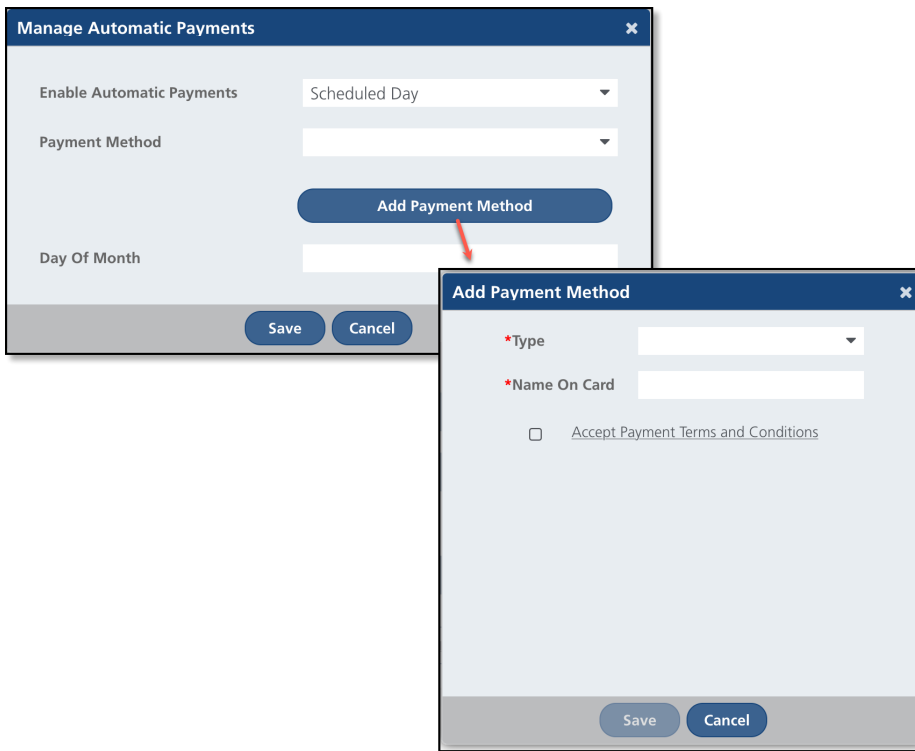 Manage Automatic Payments
Enable Automatic Payments Scheduled Day
Payment Method
Add Payment Method
Day Of Month
Save Cancel
Add Payment Method
*Type
*Name On Card
Accept Payment Terms and Conditions
Save Cancel